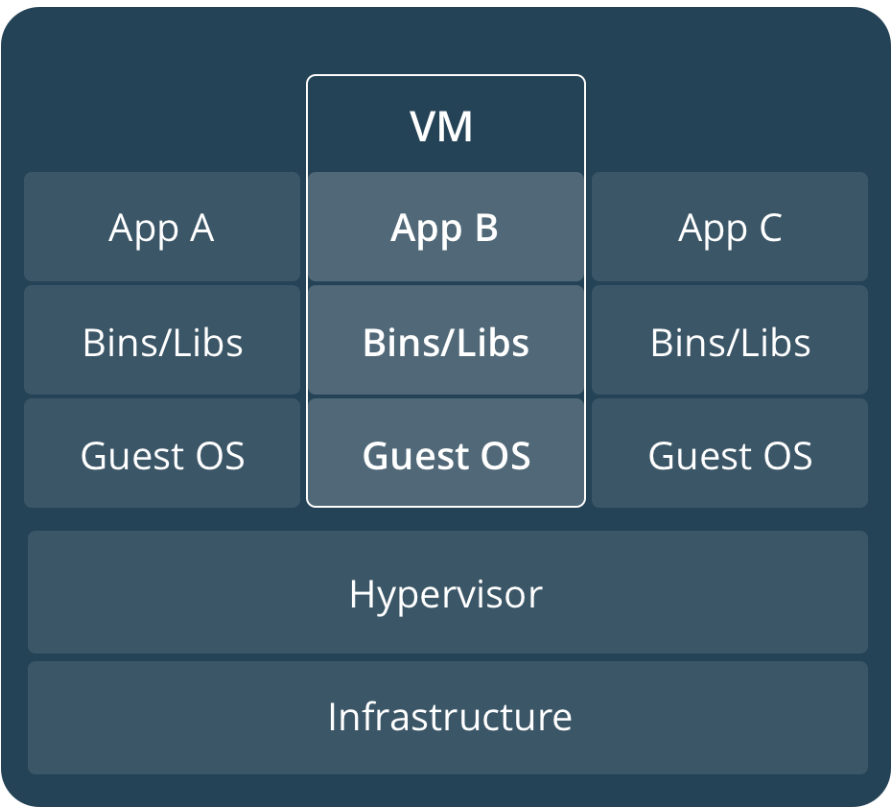 VM
App A
App B
App C
Bins/Libs
Bins/Libs
Bins/Libs
Guest OS
Guest OS
Guest OS
Hypervisor
Infrastructure